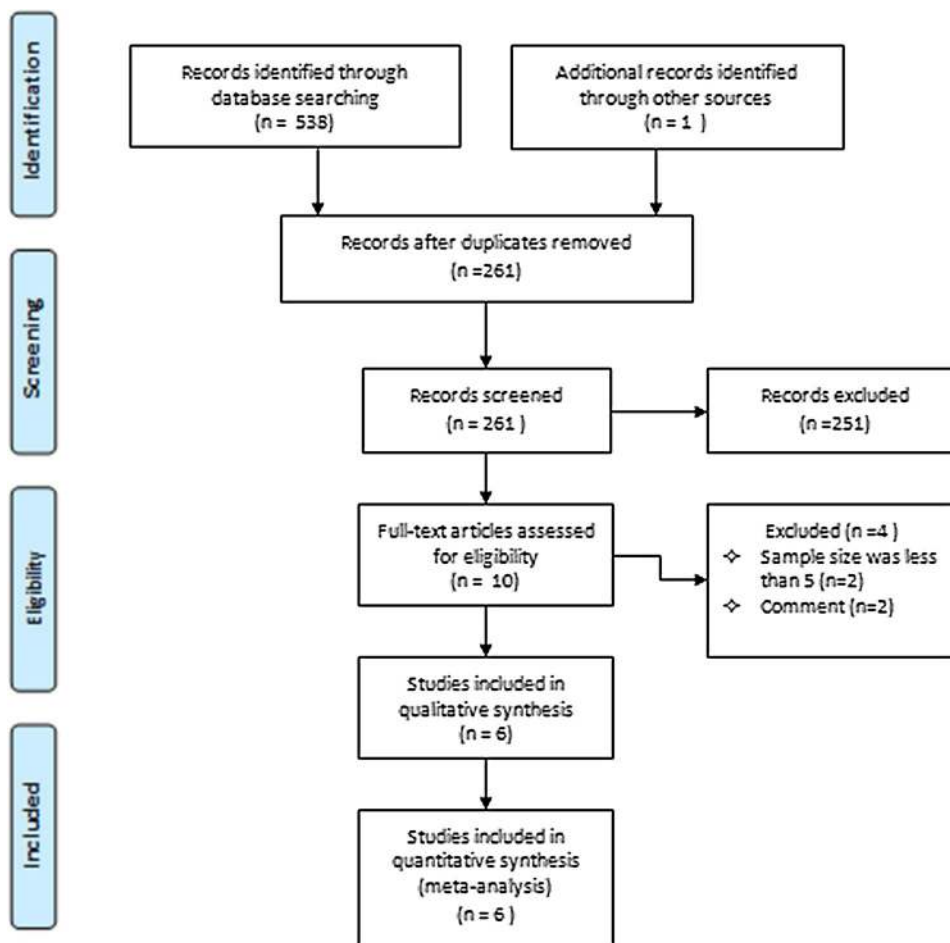 Identification
Records identified through
database searching
(n = 538)
Additional records identified
through other sources
(n = 1 )
Records after duplicates removed
(n =261)
Screening
Records screened
(n = 261 )
Records excluded
(n =251)
Eligibility
Full-text articles assessed
for eligibility
(n = 10)
Excluded (n =4 )
✧ Sample size was less
than 5 (n=2)
✧ Comment (n=2)
Studies included in
qualitative synthesis
(n = 6)
Included
Studies included in
quantitative synthesis
(meta-analysis)
(n = 6 )